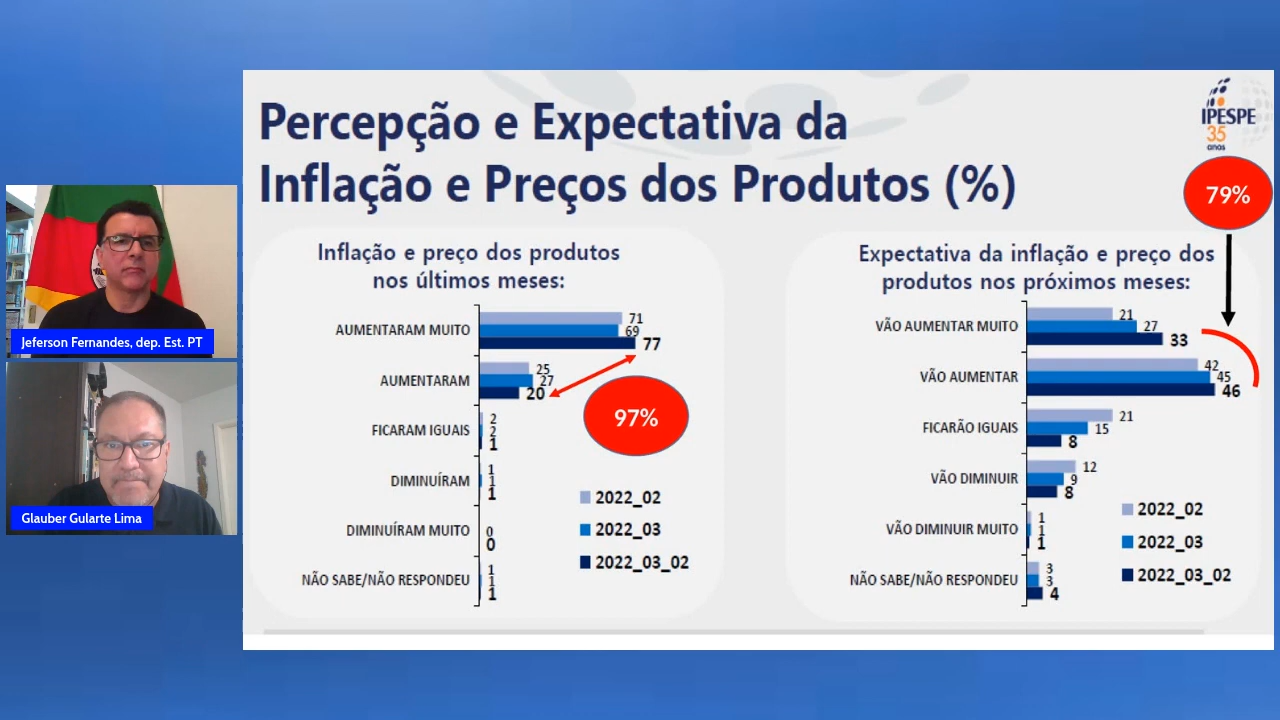 Percepção e Expectativa da
Inflação e Preços dos Produtos (%)
IPESPE
35
anos
79%
Jeferson Fernandes, dep. Est. PT
Glauber Gularte Lima
Inflação e preço dos produtos
nos últimos meses:
AUMENTARAM MUITO
71
69
77
AUMENTARAM
25
27
20
97%
FICARAM IGUAIS
2
2
1
DIMINUÍRAM
1
1
1
DIMINUÍRAM MUITO
0
0
NÃO SABE/NÃO RESPONDEU
1
1
1
2022_02
2022_03
2022_03_02
Expectativa da inflação e preço dos
produtos nos próximos meses:
VÃO AUMENTAR MUITO
21
27
33
VÃO AUMENTAR
42
45
46
FICARÃO IGUAIS
21
15
8
VÃO DIMINUIR
12
9
8
VÃO DIMINUIR MUITO
1
1
1
NÃO SABE/NÃO RESPONDEU
3
3
4
2022_02
2022_03
2022_03_02